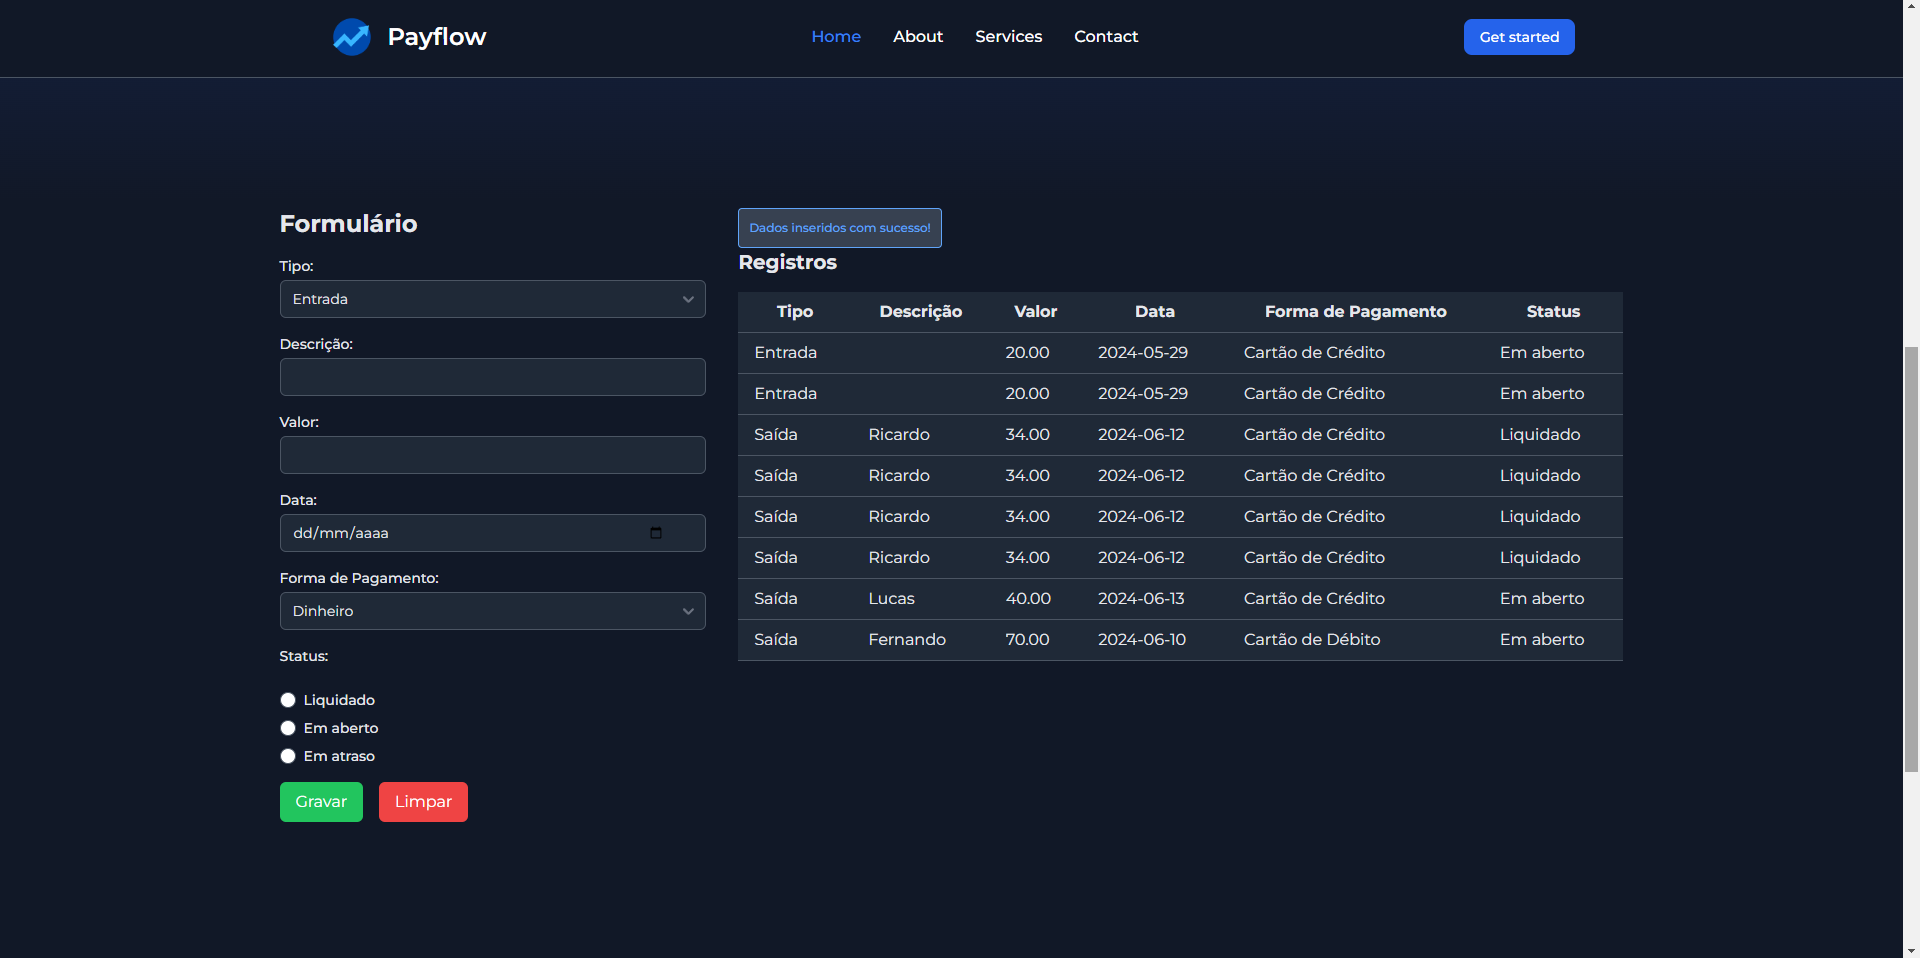 Payflow
Home About Services Contact
Get started
Formulário
Tipo:
Entrada
Descrição:
Valor:
Data:
dd/mm/aaaa
Forma de Pagamento:
Dinheiro
Status:
Liquidado
Em aberto
Em atraso
Gravar Limpar
Dados inseridos com sucesso!
Registros
Tipo Descrição Valor Data Forma de Pagamento Status
Entrada 20.00 2024-05-29 Cartão de Crédito Em aberto
Entrada 20.00 2024-05-29 Cartão de Crédito Em aberto
Saída Ricardo 34.00 2024-06-12 Cartão de Crédito Liquidado
Saída Ricardo 34.00 2024-06-12 Cartão de Crédito Liquidado
Saída Ricardo 34.00 2024-06-12 Cartão de Crédito Liquidado
Saída Ricardo 34.00 2024-06-12 Cartão de Crédito Liquidado
Saída Lucas 40.00 2024-06-13 Cartão de Crédito Em aberto
Saída Fernando 70.00 2024-06-10 Cartão de Débito Em aberto